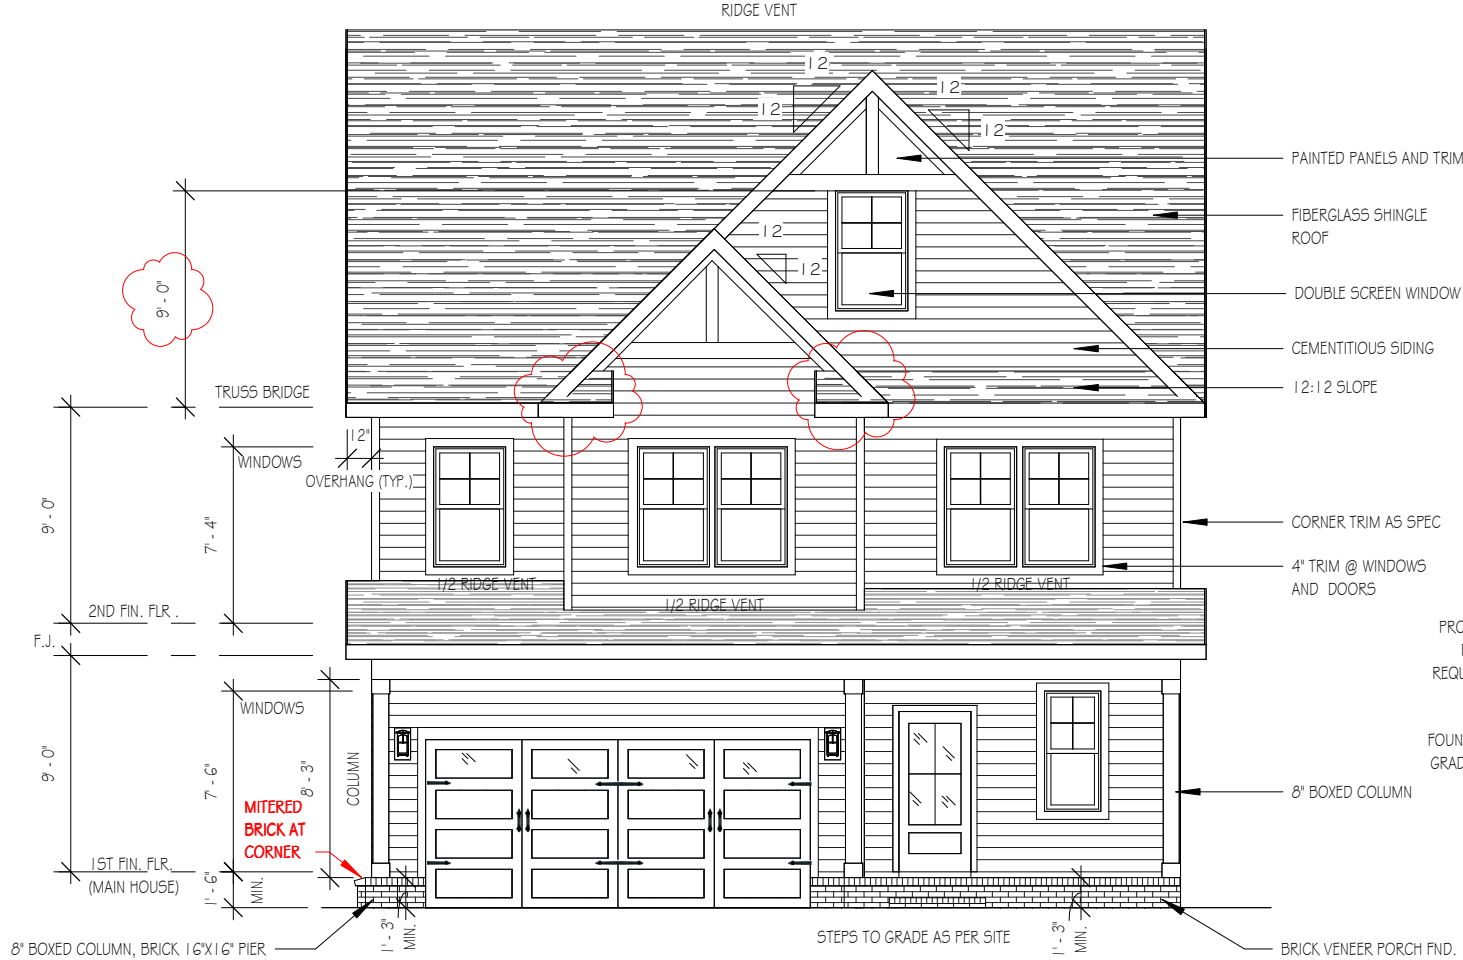 RIDGE VENT
12
12
12
12
PAINTED PANELS AND TRIM
FIBERGLASS SHINGLE
ROOF
12
12
DOUBLE SCREEN WINDOW
9' - 0"
CEMENTITIOUS SIDING
12:12 SLOPE
TRUSS BRIDGE
12"
WINDOWS
OVERHANG (TYP.)
9' - 0"
7' - 4"
CORNER TRIM AS SPEC
4" TRIM @ WINDOWS
AND DOORS
1/2 RIDGE VENT
1/2 RIDGE VENT
1/2 RIDGE VENT
2ND FIN. FLR .
F.J.
PRO
REQU
WINDOWS
FOUN
GRAD
9' - 0"
7' - 6"
8' - 3"
COLUMN
8" BOXED COLUMN
MITERED
BRICK AT
CORNER
1ST FIN. FLR.
(MAIN HOUSE)
1' - 6"
MIN.
1' - 3"
MIN.
STEPS TO GRADE AS PER SITE
1' - 3"
MIN.
8" BOXED COLUMN, BRICK 16"X16" PIER
BRICK VENEER PORCH FND.